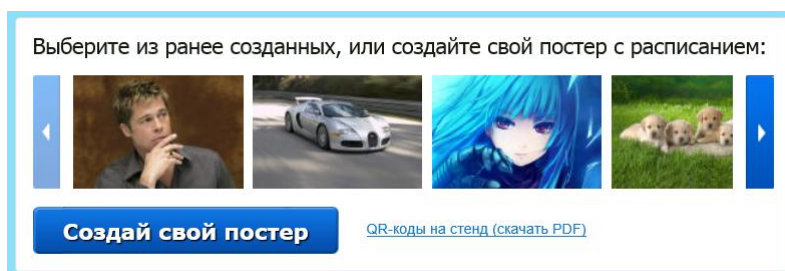 Выберите из ранее созданных, или создайте свой постер с расписанием:
Создай свой постер
QR-коды на стенд (скачать PDF)